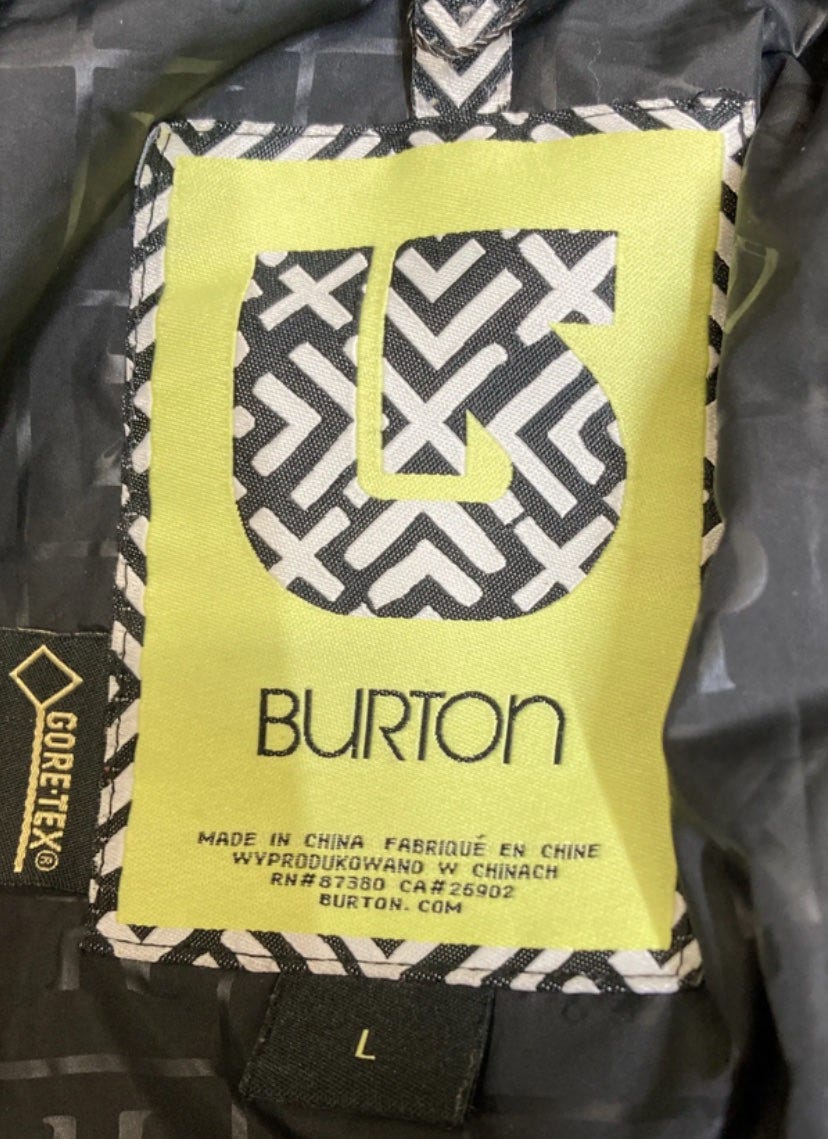 BURTON
MADE IN CHINA FABRIQUÉ EN CHINE
WYPRODUKOWANO W CHINACH
RN#87380 CA#26902
BURTON.COM
GORE-TEX®
L